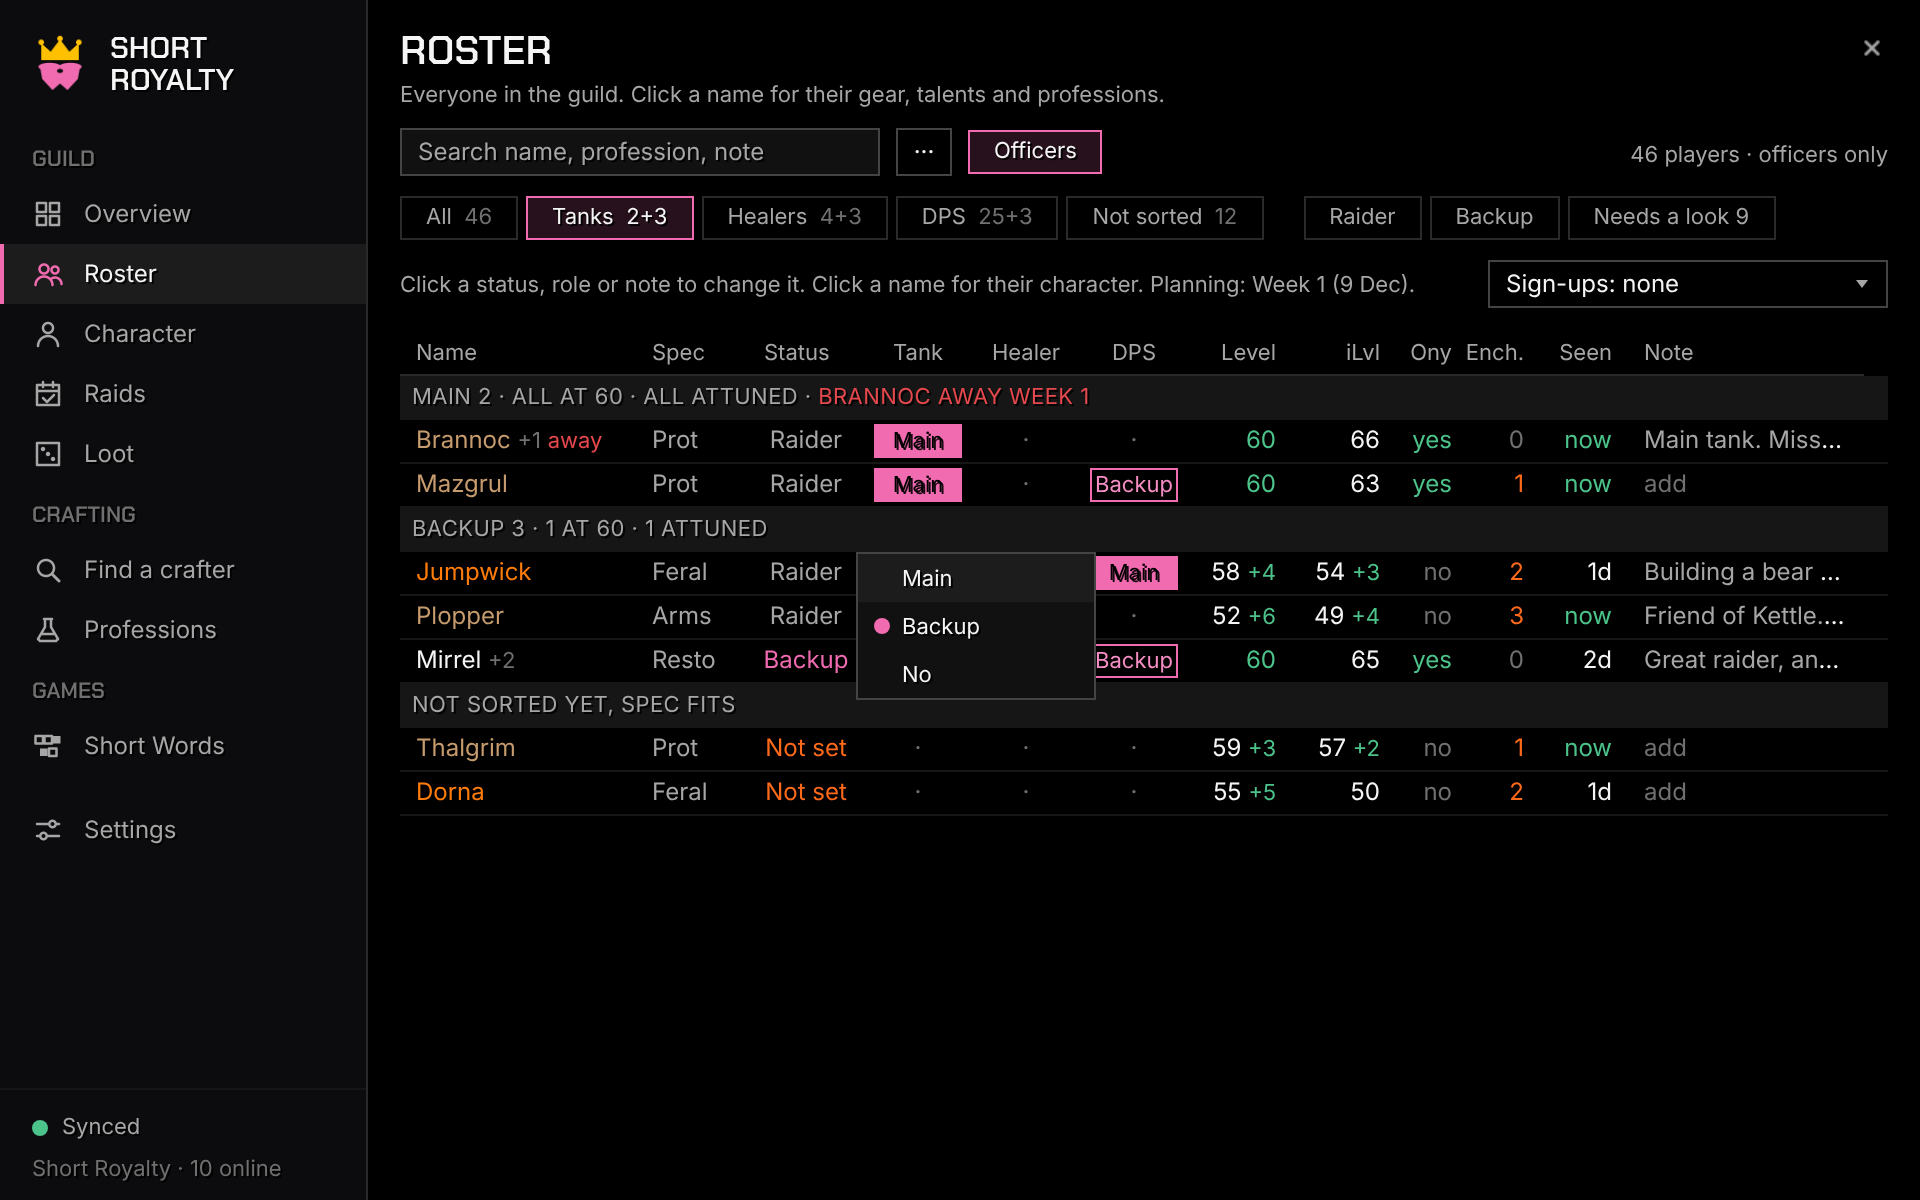 SHORT
ROYALTY
GUILD
Overview
Roster
Character
Raids
Loot
CRAFTING
Find a crafter
Professions
GAMES
Short Words
Settings
Synced
Short Royalty · 10 online
ROSTER
Everyone in the guild. Click a name for their gear, talents and professions.
Search name, profession, note ... Officers 46 players · officers only
All 46 Tanks 2+3 Healers 4+3 DPS 25+3 Not sorted 12 Raider Backup Needs a look 9
Click a status, role or note to change it. Click a name for their character. Planning: Week 1 (9 Dec). Sign-ups: none
Name Spec Status Tank Healer DPS Level iLvl Ony Ench. Seen Note
MAIN 2 · ALL AT 60 · ALL ATTUNED · BRANNOC AWAY WEEK 1
Brannoc +1 away Prot Raider Main · · 60 66 yes 0 now Main tank. Miss...
Mazgrul Prot Raider Main · Backup 60 63 yes 1 now add
BACKUP 3 · 1 AT 60 · 1 ATTUNED
Jumpwick Feral Raider Main 58 +4 54 +3 no 2 1d Building a bear ...
Plopper Arms Raider · 52 +6 49 +4 no 3 now Friend of Kettle....
Mirrel +2 Resto Backup Backup 60 65 yes 0 2d Great raider, an...
Main
Backup
No
NOT SORTED YET, SPEC FITS
Thalgrim Prot Not set · · · 59 +3 57 +2 no 1 now add
Dorna Feral Not set · · · 55 +5 50 no 2 1d add